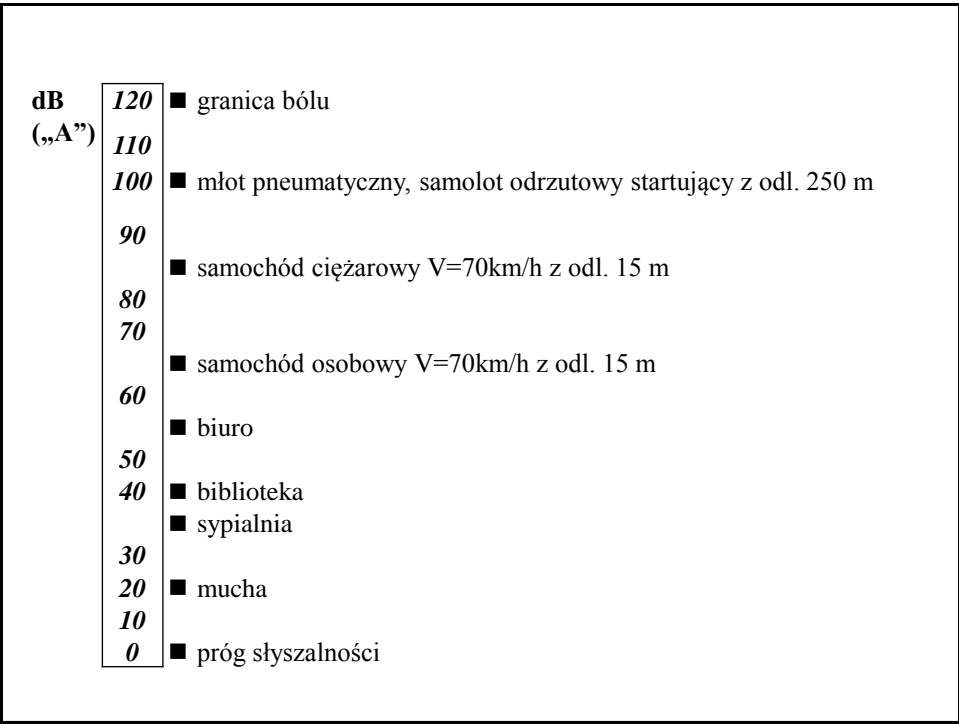 dB 120 ■ granica bólu
(„A”) 110
100 ■ młot pneumatyczny, samolot odrzutowy startujący z odl. 250 m
90
■ samochód ciężarowy V=70km/h z odl. 15 m
80
70
■ samochód osobowy V=70km/h z odl. 15 m
60
■ biuro
50
40 ■ biblioteka
■ sypialnia
30
20 ■ mucha
10
0 ■ próg słyszalności